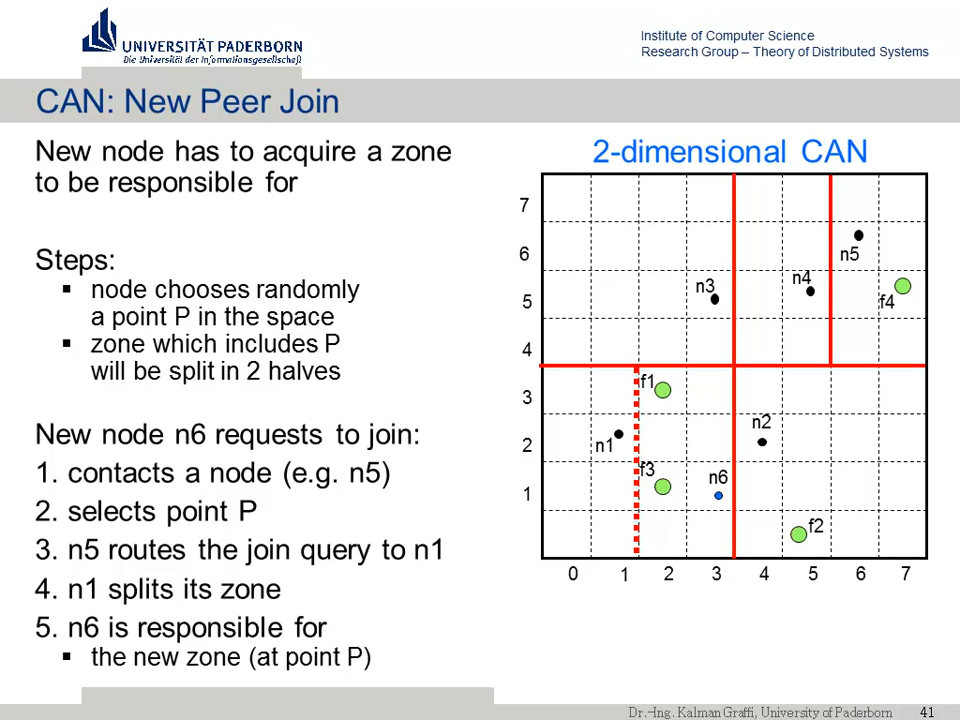 UNIVERSITÄT PADERBORN
Die Universität der Informationsgesellschaft
Institute of Computer Science
Research Group – Theory of Distributed Systems
CAN: New Peer Join
New node has to acquire a zone
to be responsible for
Steps:
▪ node chooses randomly
a point P in the space
▪ zone which includes P
will be split in 2 halves
New node n6 requests to join:
1. contacts a node (e.g. n5)
2. selects point P
3. n5 routes the join query to n1
4. n1 splits its zone
5. n6 is responsible for
▪ the new zone (at point P)
2-dimensional CAN
7
6
5
4
3
2
1
n5
n4
n3
f4
f1
n2
n1
f3
n6
f2
0 1 2 3 4 5 6 7
Dr.-Ing. Kalman Graffi, University of Paderborn 41